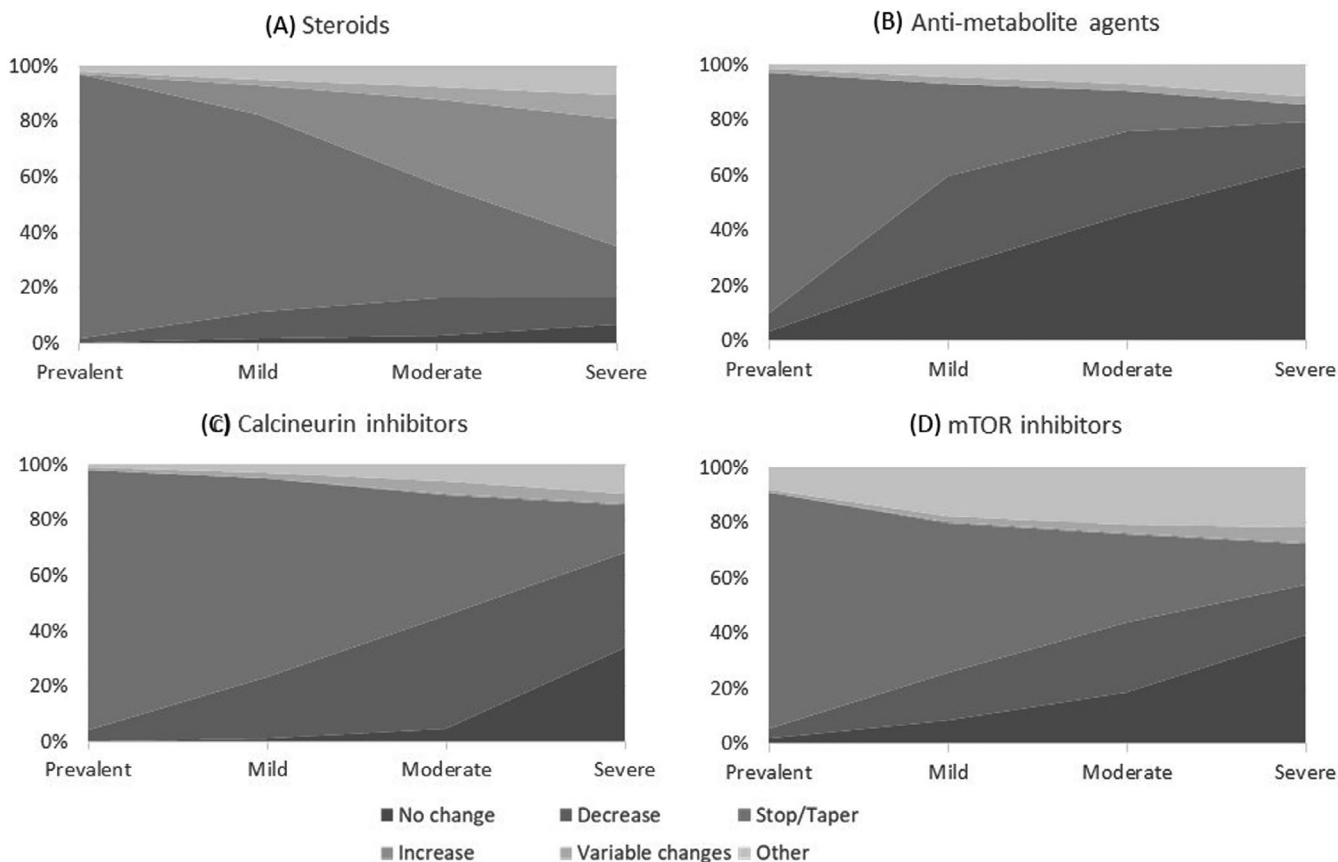 (A) Steroids
100%
80%
60%
40%
20%
0%
Prevalent Mild Moderate Severe
(B) Anti-metabolite agents
100%
80%
60%
40%
20%
0%
Prevalent Mild Moderate Severe
(C) Calcineurin inhibitors
100%
80%
60%
40%
20%
0%
Prevalent Mild Moderate Severe
(D) mTOR inhibitors
100%
80%
60%
40%
20%
0%
Prevalent Mild Moderate Severe
No change Decrease Stop/Taper
Increase Variable changes Other